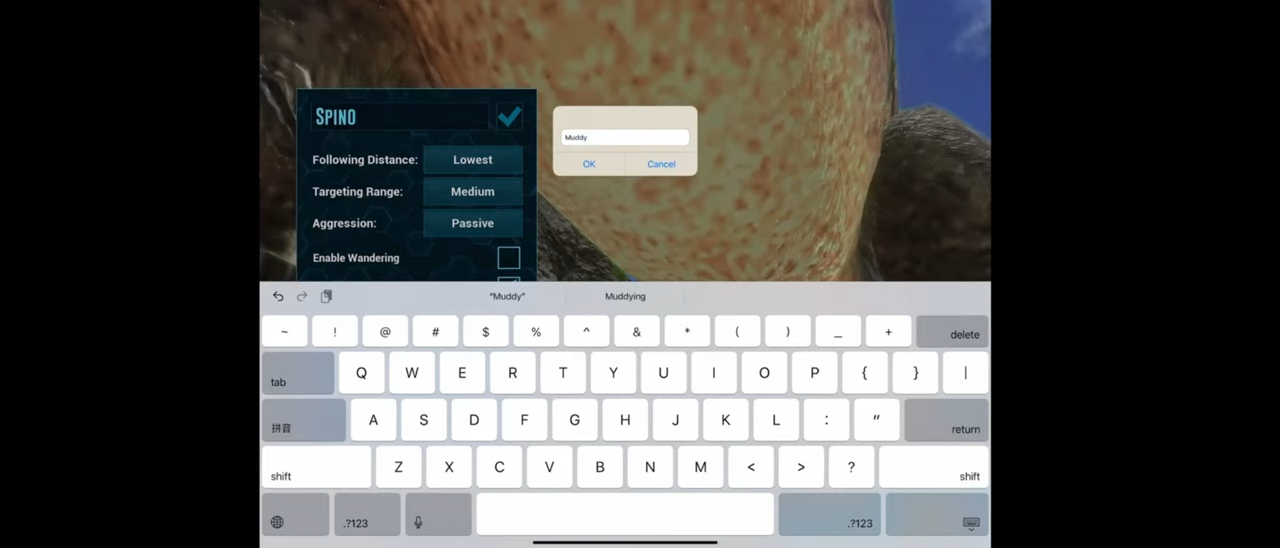 SPINO
Muddy
Following Distance: Lowest
OK Cancel
Targeting Range: Medium
Aggression: Passive
Enable Wandering
“Muddy” Muddying
~ ! @ # $ % ^ & * ( ) _ + delete
tab Q W E R T Y U I O P { } |
拼音 A S D F G H J K L : " return
shift Z X C V B N M < > ? shift
.?123 .?123